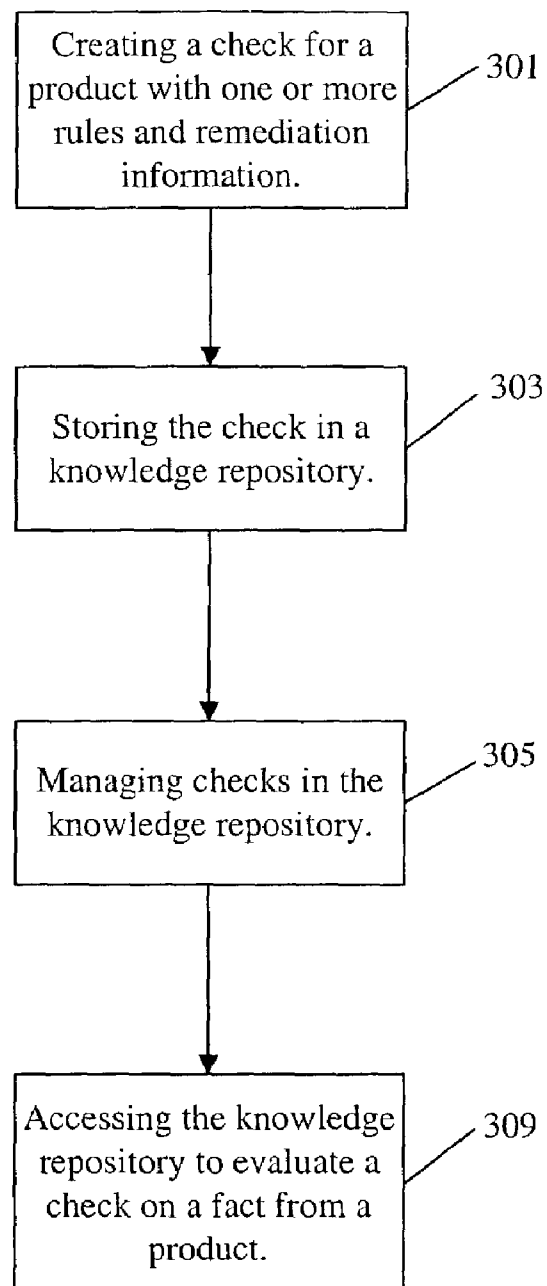 Creating a check for a
product with one or more
rules and remediation
information.
301
Storing the check in a
knowledge repository.
303
Managing checks in the
knowledge repository.
305
Accessing the knowledge
repository to evaluate a
check on a fact from a
product.
309